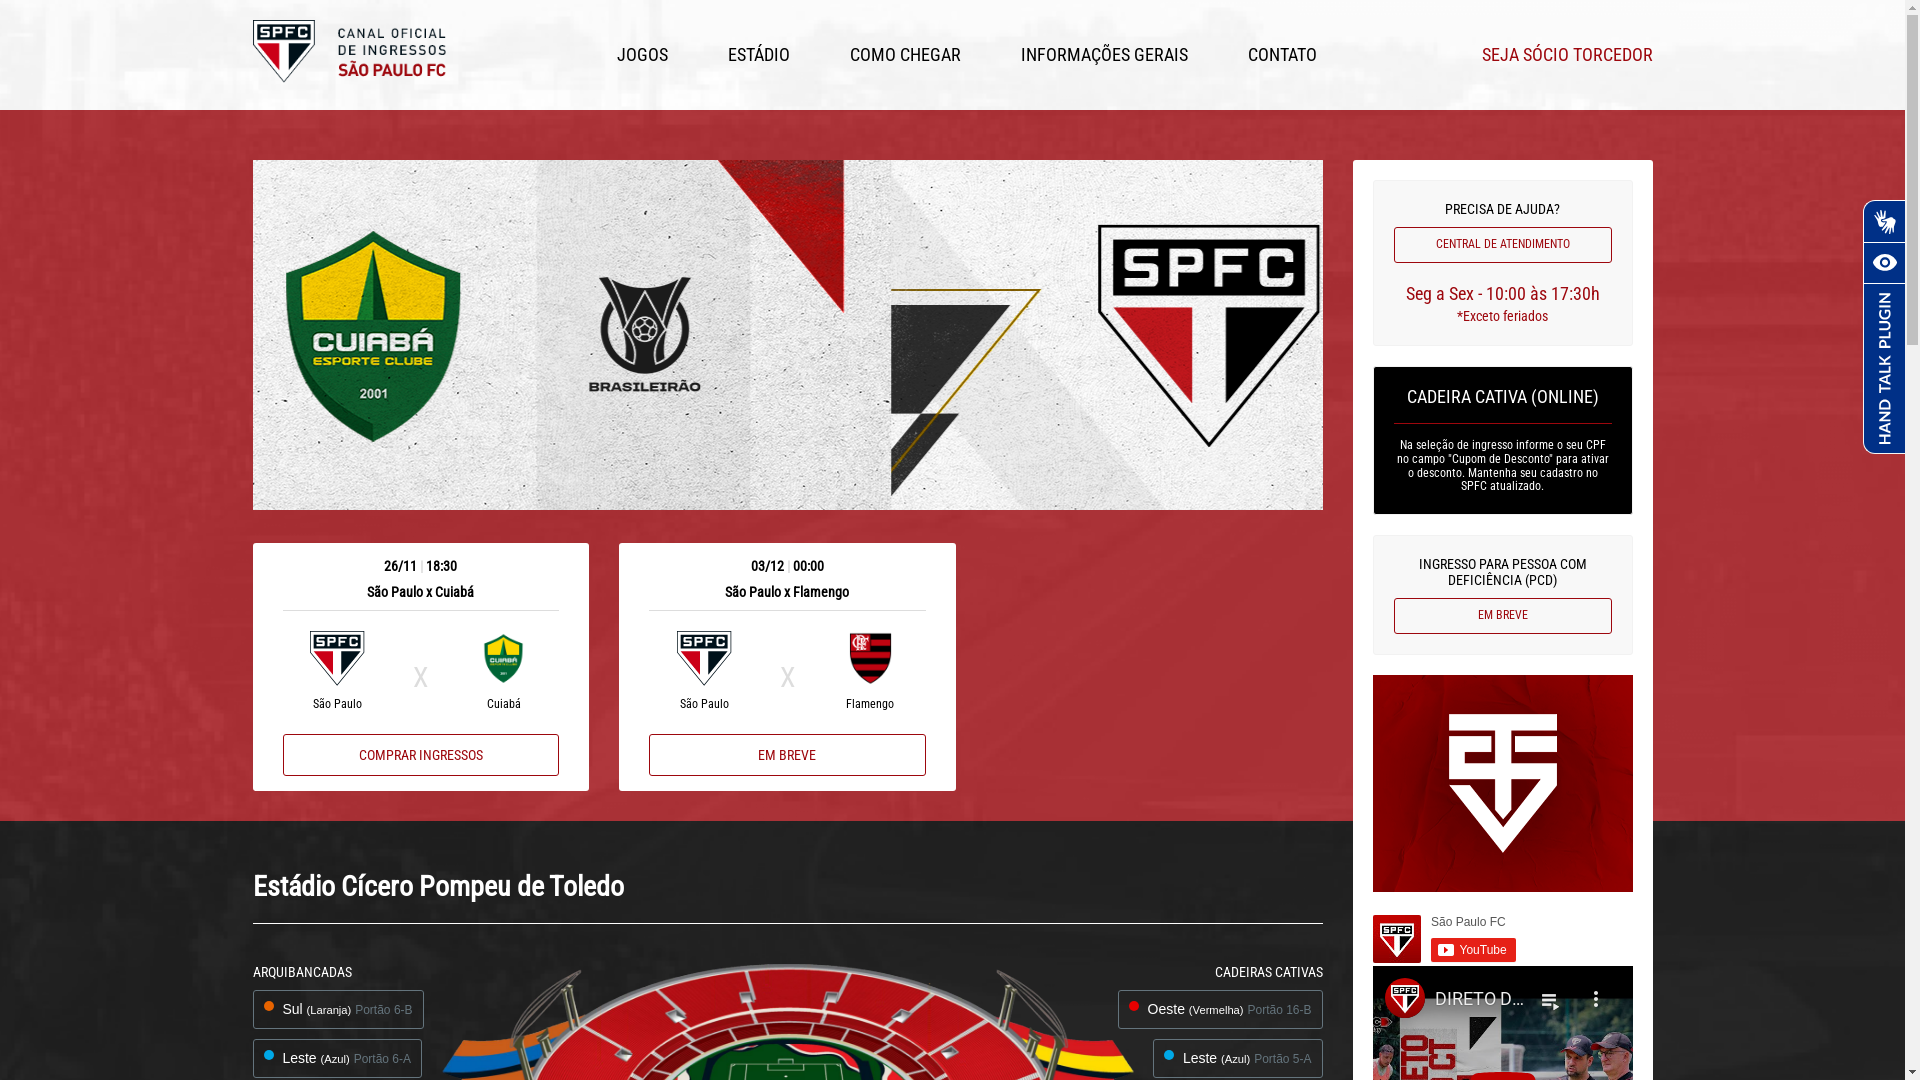 SPFC
CANAL OFICIAL
DE INGRESSOS
SÃO PAULO FC
JOGOS
ESTÁDIO
COMO CHEGAR
INFORMAÇÕES GERAIS
CONTATO
SEJA SÓCIO TORCEDOR
CUIABÁ
ESPORTE CLUBE
2001
BRASILEIRÃO
SPFC
PRECISA DE AJUDA?
CENTRAL DE ATENDIMENTO
Seg a Sex - 10:00 às 17:30h
*Exceto feriados
CADEIRA CATIVA (ONLINE)
Na seleção de ingresso informe o seu CPF
no campo "Cupom de Desconto" para ativar
o desconto. Mantenha seu cadastro no
SPFC atualizado.
INGRESSO PARA PESSOA COM
DEFICIÊNCIA (PCD)
EM BREVE
HAND TALK PLUGIN
26/11 | 18:30
São Paulo x Cuiabá
SPFC
X
CUIABÁ
São Paulo
Cuiabá
COMPRAR INGRESSOS
03/12 | 00:00
São Paulo x Flamengo
SPFC
X
São Paulo
Flamengo
EM BREVE
Estádio Cícero Pompeu de Toledo
ARQUIBANCADAS
Sul (Laranja) Portão 6-B
Leste (Azul) Portão 6-A
CADEIRAS CATIVAS
Oeste (Vermelha) Portão 16-B
Leste (Azul) Portão 5-A
São Paulo FC
YouTube
SPFC
DIRETO D...